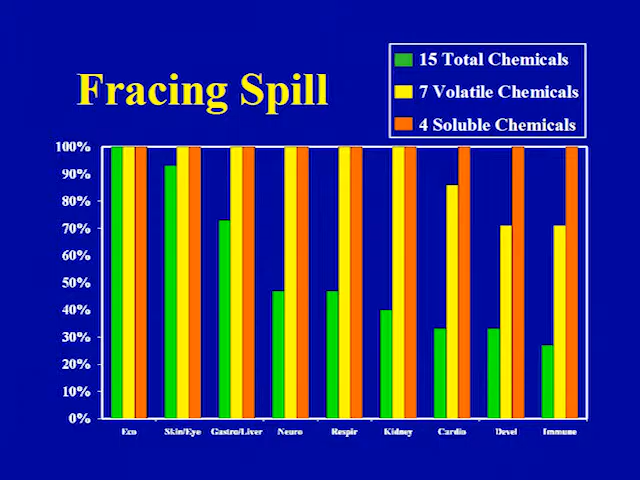 Fracing Spill
15 Total Chemicals
7 Volatile Chemicals
4 Soluble Chemicals
100%
90%
80%
70%
60%
50%
40%
30%
20%
10%
0%
Eco Skin/Eye Gastro/Liver Neuro Respir Kidney Cardio Devel Immune